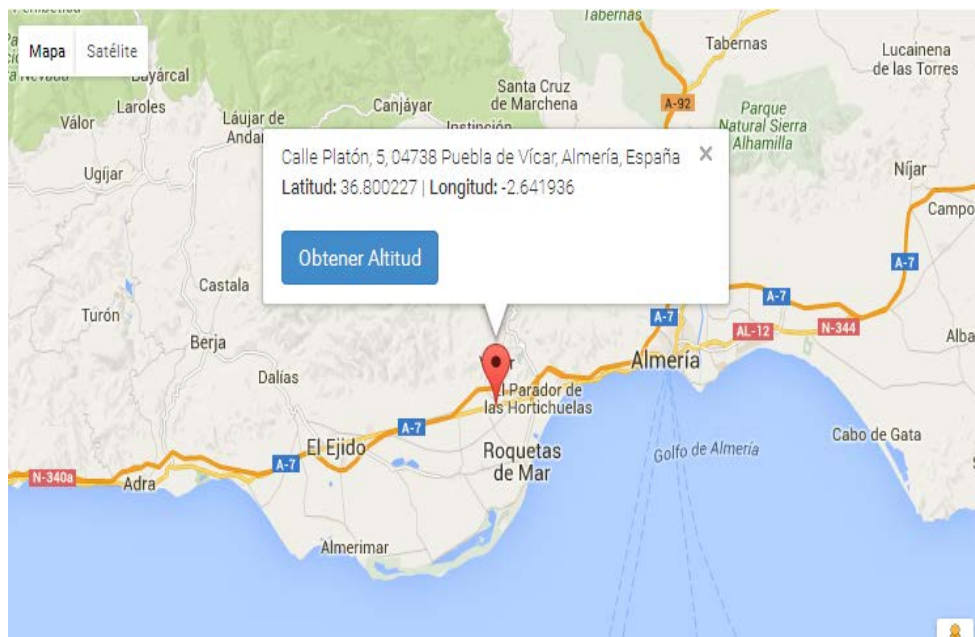 Tabernas
Mapa
Satélite
Tabernas
Lucainena
de las Torres
Bayárcal
Laroles
Canjáyar
Santa Cruz
de Marchena
A-92
Parque
Natural Sierra
Alhamilla
Válor
Láujar de
Instinción
Ugíjar
Calle Platón, 5, 04738 Puebla de Vícar, Almería, España
×
Latitud: 36.800227 | Longitud: -2.641936
Obtener Altitud
Níjar
Campo
A-7
Castala
Turón
A-7
A-7
AL-12
N-344
Berja
Almería
Dalías
El Parador de
las Hortichuelas
A-7
El Ejido
Roquetas
de Mar
Golfo de Almería
Cabo de Gata
A-7
N-340a
Adra
Almerimar